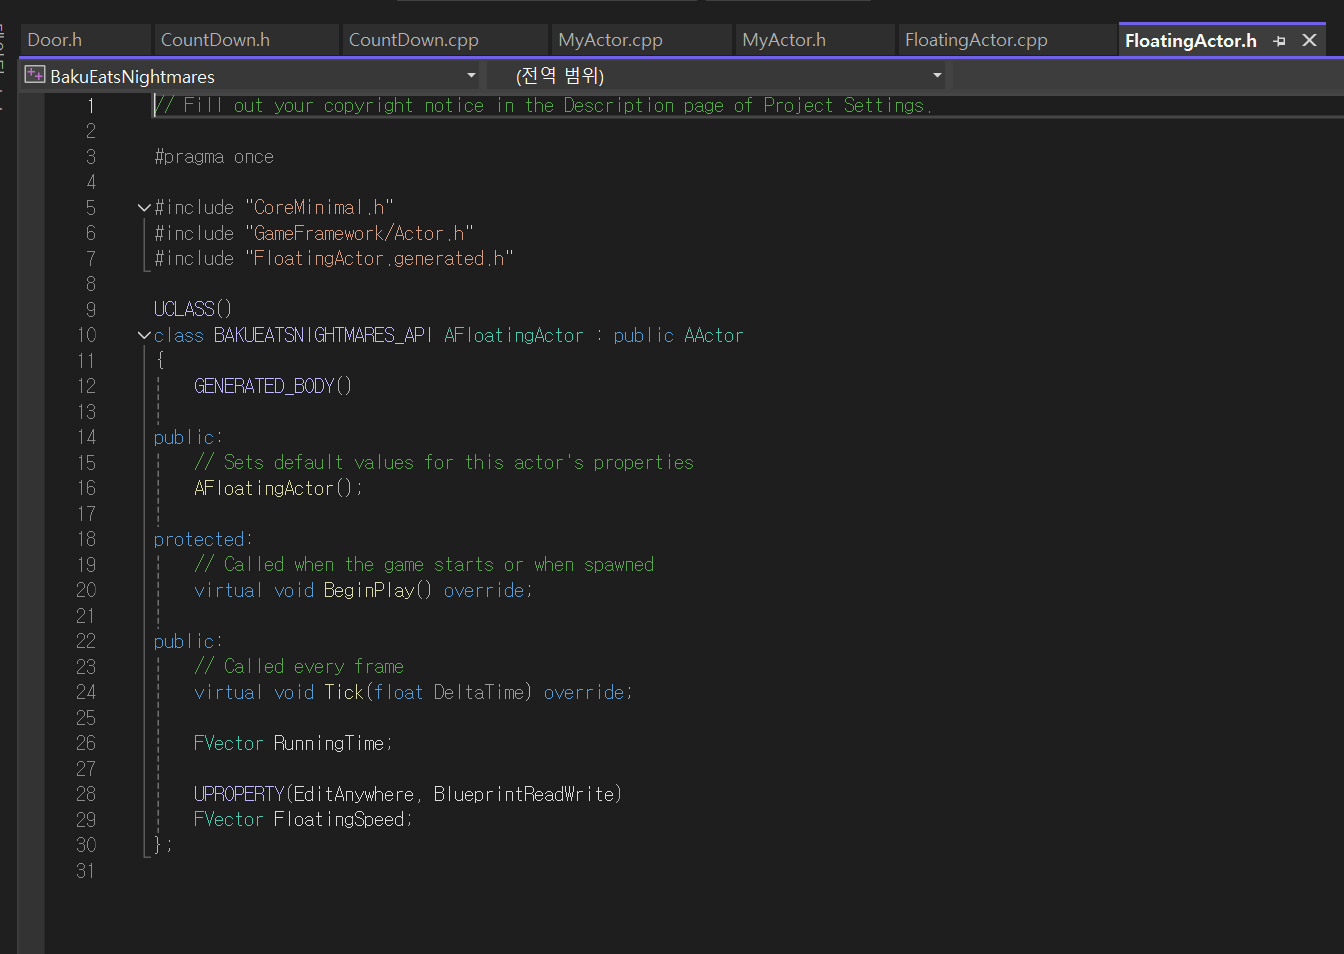 Door.h CountDown.h CountDown.cpp MyActor.cpp MyActor.h FloatingActor.cpp FloatingActor.h
BakuEatsNightmares (전역 범위)
1 // Fill out your copyright notice in the Description page of Project Settings.
2
3 #pragma once
4
5 #include "CoreMinimal.h"
6 #include "GameFramework/Actor.h"
7 #include "FloatingActor.generated.h"
8
9 UCLASS()
10 class BAKUEATSNIGHTMARES_API AFloatingActor : public AActor
11 {
12 GENERATED_BODY()
13
14 public:
15 // Sets default values for this actor's properties
16 AFloatingActor();
17
18 protected:
19 // Called when the game starts or when spawned
20 virtual void BeginPlay() override;
21
22 public:
23 // Called every frame
24 virtual void Tick(float DeltaTime) override;
25
26 FVector RunningTime;
27
28 UPROPERTY(EditAnywhere, BlueprintReadWrite)
29 FVector FloatingSpeed;
30 };
31